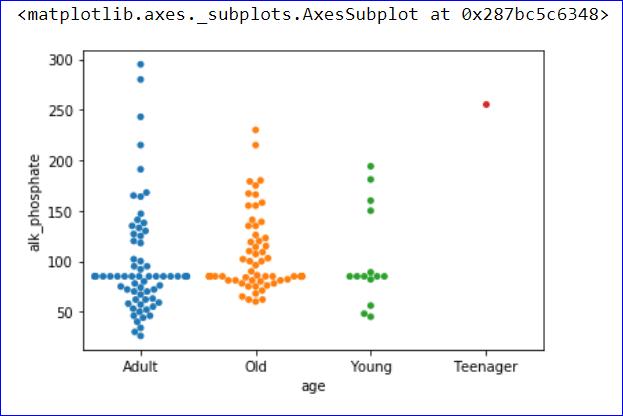 <matplotlib.axes._subplots.AxesSubplot at 0x287bc5c6348>
300
250
200
150
100
50
alk_phosphate
Adult Old Young Teenager
age